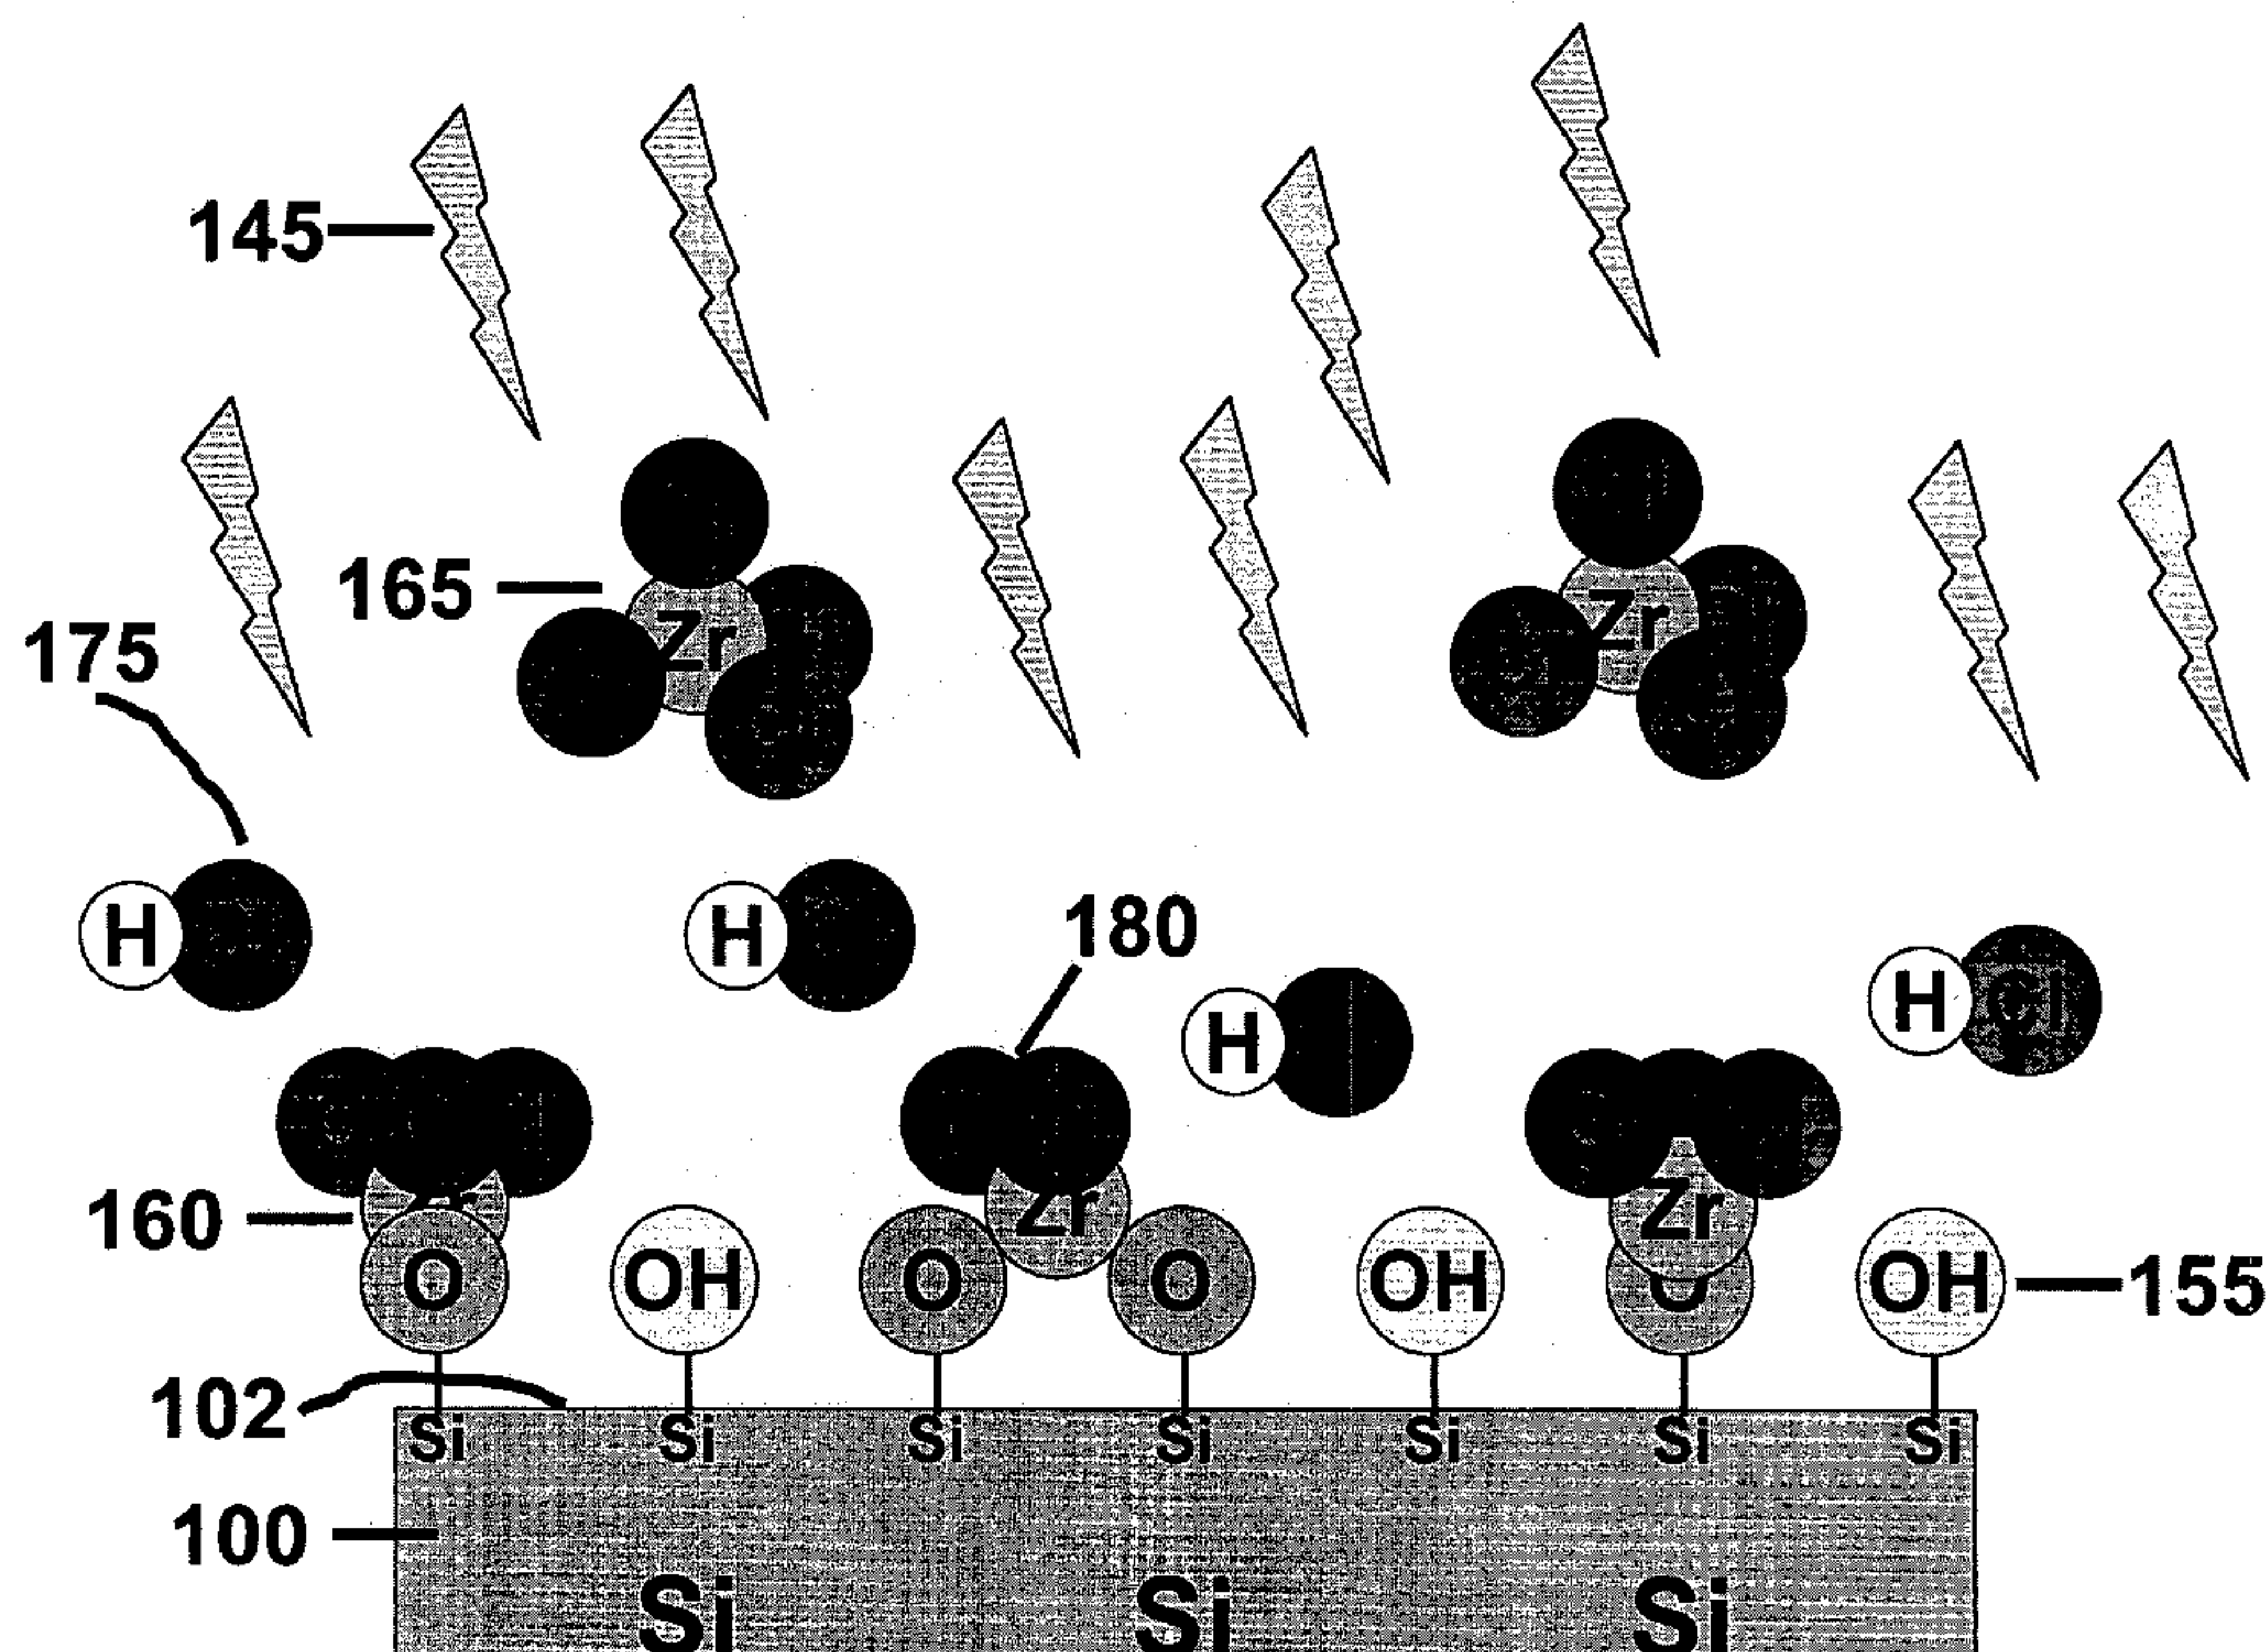 145
165
Zr
Zr
175
H
H
180
H
H Cl
160
Zr
Zr
O
OH
O
O
OH
O
OH
155
102
Si Si Si Si Si Si Si
100
Si Si Si